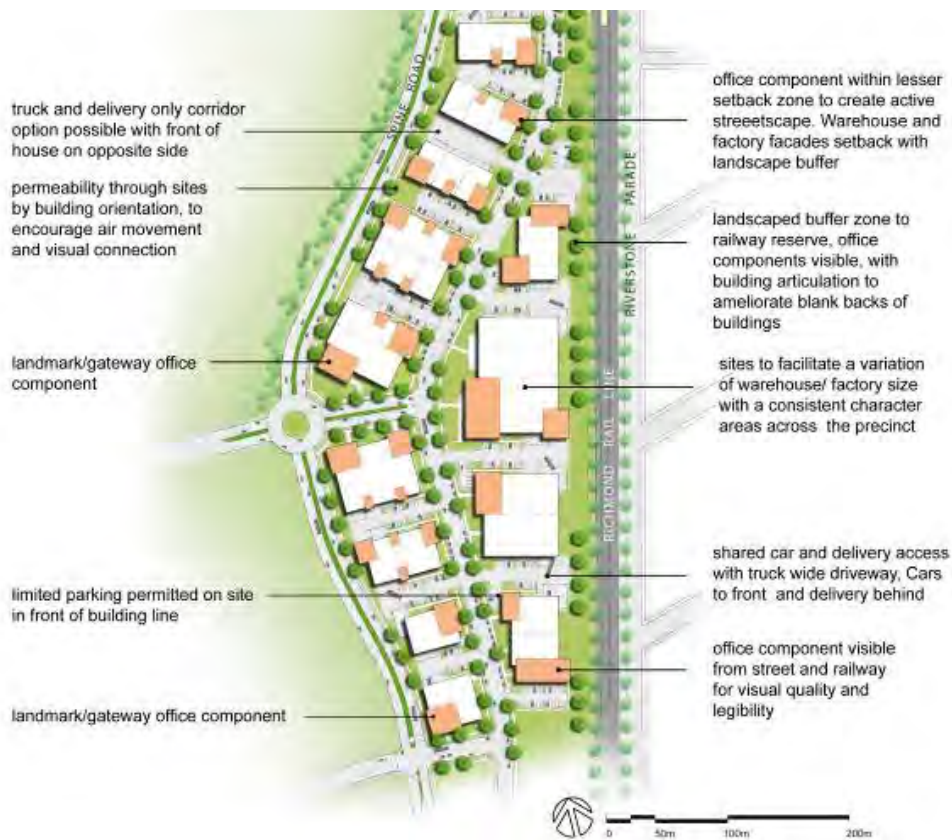 truck and delivery only corridor
option possible with front of
house on opposite side
permeability through sites
by building orientation, to
encourage air movement
and visual connection
landmark/gateway office
component
limited parking permitted on site
in front of building line
landmark/gateway office component
SPINE ROAD
RICHMOND RAIL LINE
RIVERSTONE PARADE
office component within lesser
setback zone to create active
streeetscape. Warehouse and
factory facades setback with
landscape buffer
landscaped buffer zone to
railway reserve, office
components visible, with
building articulation to
ameliorate blank backs of
buildings
sites to facilitate a variation
of warehouse/ factory size
with a consistent character
areas across the precinct
shared car and delivery access
with truck wide driveway, Cars
to front and delivery behind
office component visible
from street and railway
for visual quality and
legibility
0 50m 100m 200m